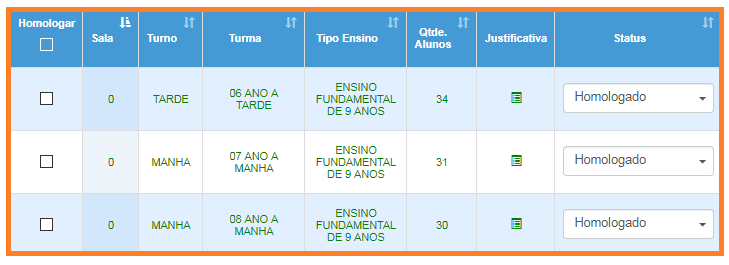 Homologar
Sala
Turno
Turma
Tipo Ensino
Qtde.
Alunos
Justificativa
Status
0
TARDE
06 ANO A
TARDE
ENSINO
FUNDAMENTAL
DE 9 ANOS
34
Homologado
0
MANHA
07 ANO A
MANHA
ENSINO
FUNDAMENTAL
DE 9 ANOS
31
Homologado
0
MANHA
08 ANO A
MANHA
ENSINO
FUNDAMENTAL
DE 9 ANOS
30
Homologado